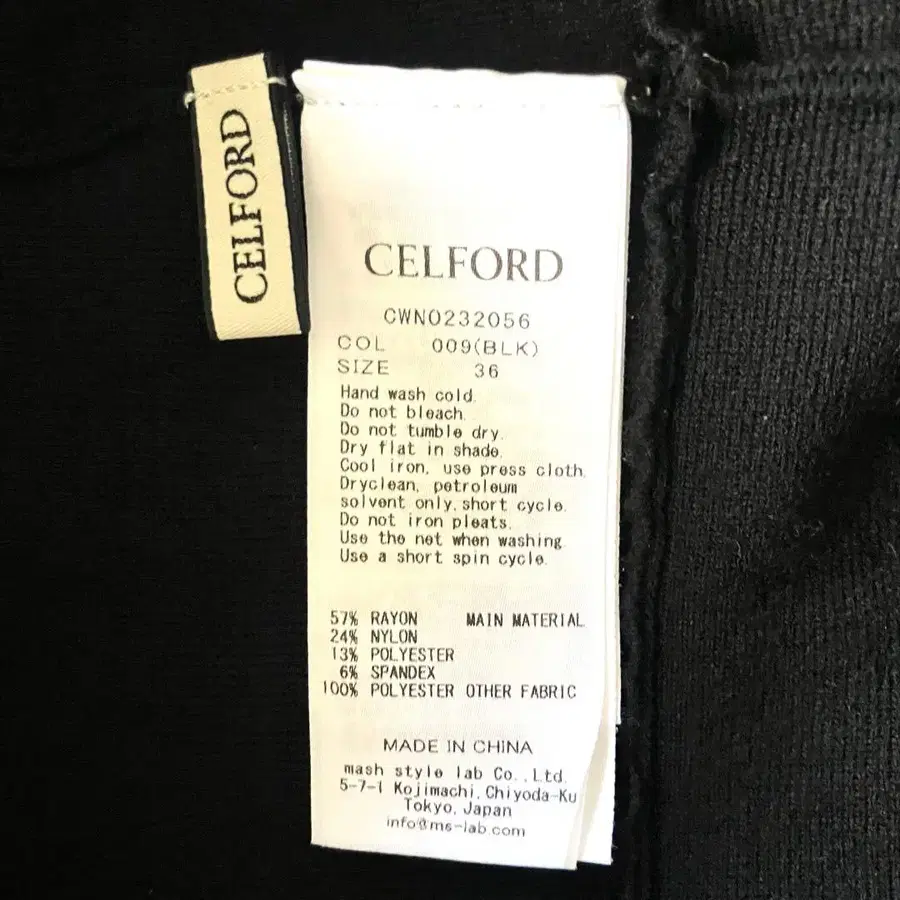 CELFORD
CELFORD
CWNO232056
COL 009(BLK)
SIZE 36
Hand wash cold.
Do not bleach.
Do not tumble dry.
Dry flat in shade.
Cool iron, use press cloth.
Dryclean, petroleum
solvent only, short cycle.
Do not iron pleats.
Use the net when washing.
Use a short spin cycle.
57% RAYON MAIN MATERIAL
24% NYLON
13% POLYESTER
6% SPANDEX
100% POLYESTER OTHER FABRIC
MADE IN CHINA
mash style lab Co., Ltd.
5-7-1 Kojimachi, Chiyoda-Ku
Tokyo, Japan
info@ms-lab.com